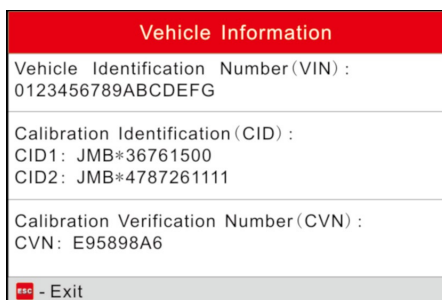 Vehicle Information
Vehicle Identification Number(VIN):
0123456789ABCDEFG
Calibration Identification(CID):
CID1: JMB*36761500
CID2: JMB*4787261111
Calibration Verification Number(CVN):
CVN: E95898A6
ESC - Exit